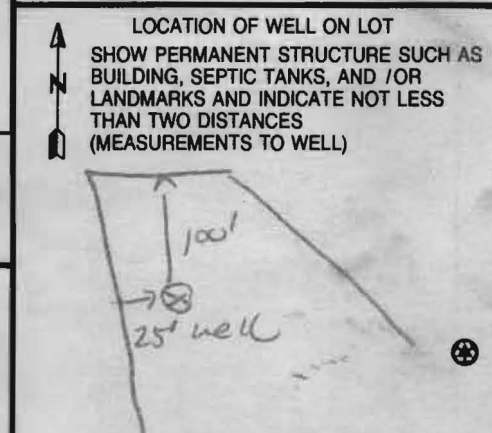 LOCATION OF WELL ON LOT
SHOW PERMANENT STRUCTURE SUCH AS
BUILDING, SEPTIC TANKS, AND /OR
LANDMARKS AND INDICATE NOT LESS
THAN TWO DISTANCES
(MEASUREMENTS TO WELL)
N
100'
25' well